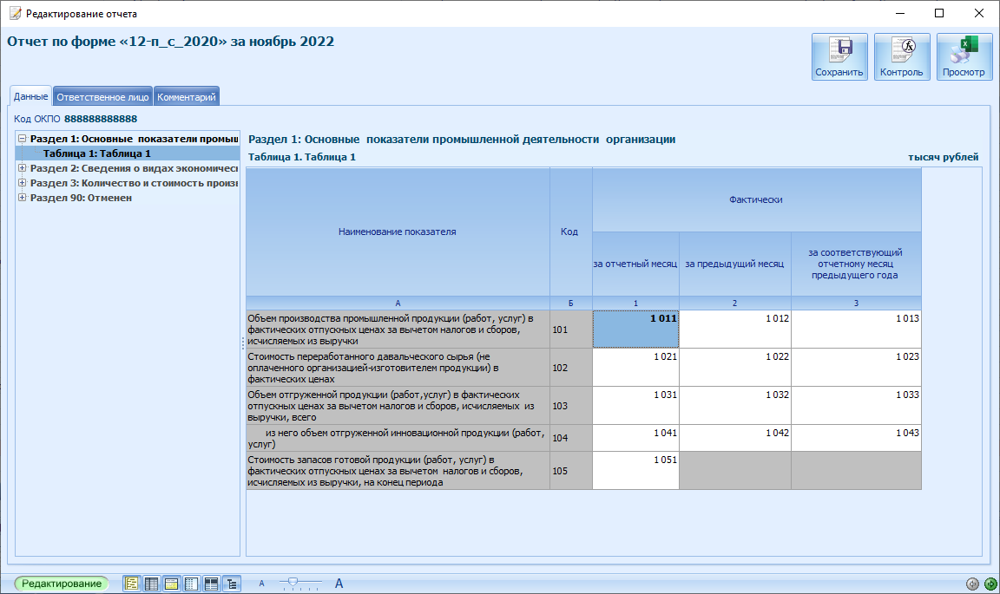 Редактирование отчета
Отчет по форме «12-п_с_2020» за ноябрь 2022
Сохранить
Контроль
Просмотр
Данные
Ответственное лицо
Комментарий
Код ОКПО 888888888888
Раздел 1: Основные показатели промыш
Таблица 1: Таблица 1
Раздел 2: Сведения о видах экономичес
Раздел 3: Количество и стоимость произ
Раздел 90: Отменен
Раздел 1: Основные показатели промышленной деятельности организации
Таблица 1. Таблица 1
тысяч рублей
Наименование показателя
Код
Фактически
за отчетный месяц
за предыдущий месяц
за соответствующий
отчетному месяц
предыдущего года
А
Б
1
2
3
Объем производства промышленной продукции (работ, услуг) в
фактических отпускных ценах за вычетом налогов и сборов,
исчисляемых из выручки
101
1 011
1 012
1 013
Стоимость переработанного давальческого сырья (не
оплаченного организацией-изготовителем продукции) в
фактических ценах
102
1 021
1 022
1 023
Объем отгруженной продукции (работ,услуг) в фактических
отпускных ценах за вычетом налогов и сборов, исчисляемых из
выручки, всего
103
1 031
1 032
1 033
из него объем отгруженной инновационной продукции (работ,
услуг)
104
1 041
1 042
1 043
Стоимость запасов готовой продукции (работ, услуг) в
фактических отпускных ценах за вычетом налогов и сборов,
исчисляемых из выручки, на конец периода
105
1 051
Редактирование
А
А